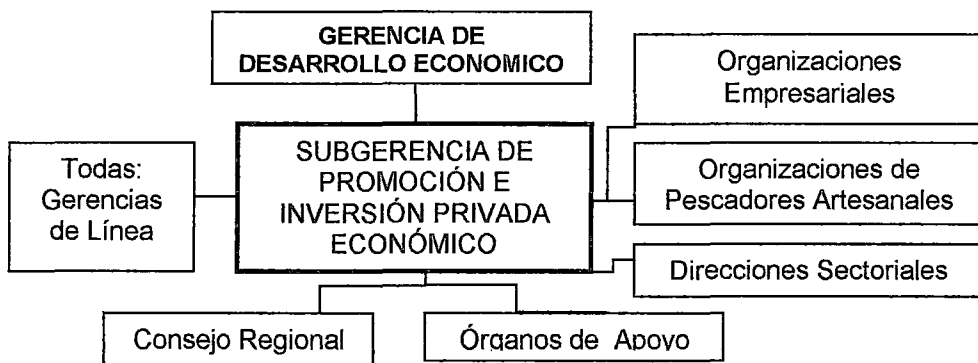 GERENCIA DE
DESARROLLO ECONOMICO
Organizaciones
Empresariales
Todas:
Gerencias
de Línea
SUBGERENCIA DE
PROMOCIÓN E
INVERSIÓN PRIVADA
ECONÓMICO
Organizaciones de
Pescadores Artesanales
Direcciones Sectoriales
Consejo Regional
Órganos de Apoyo